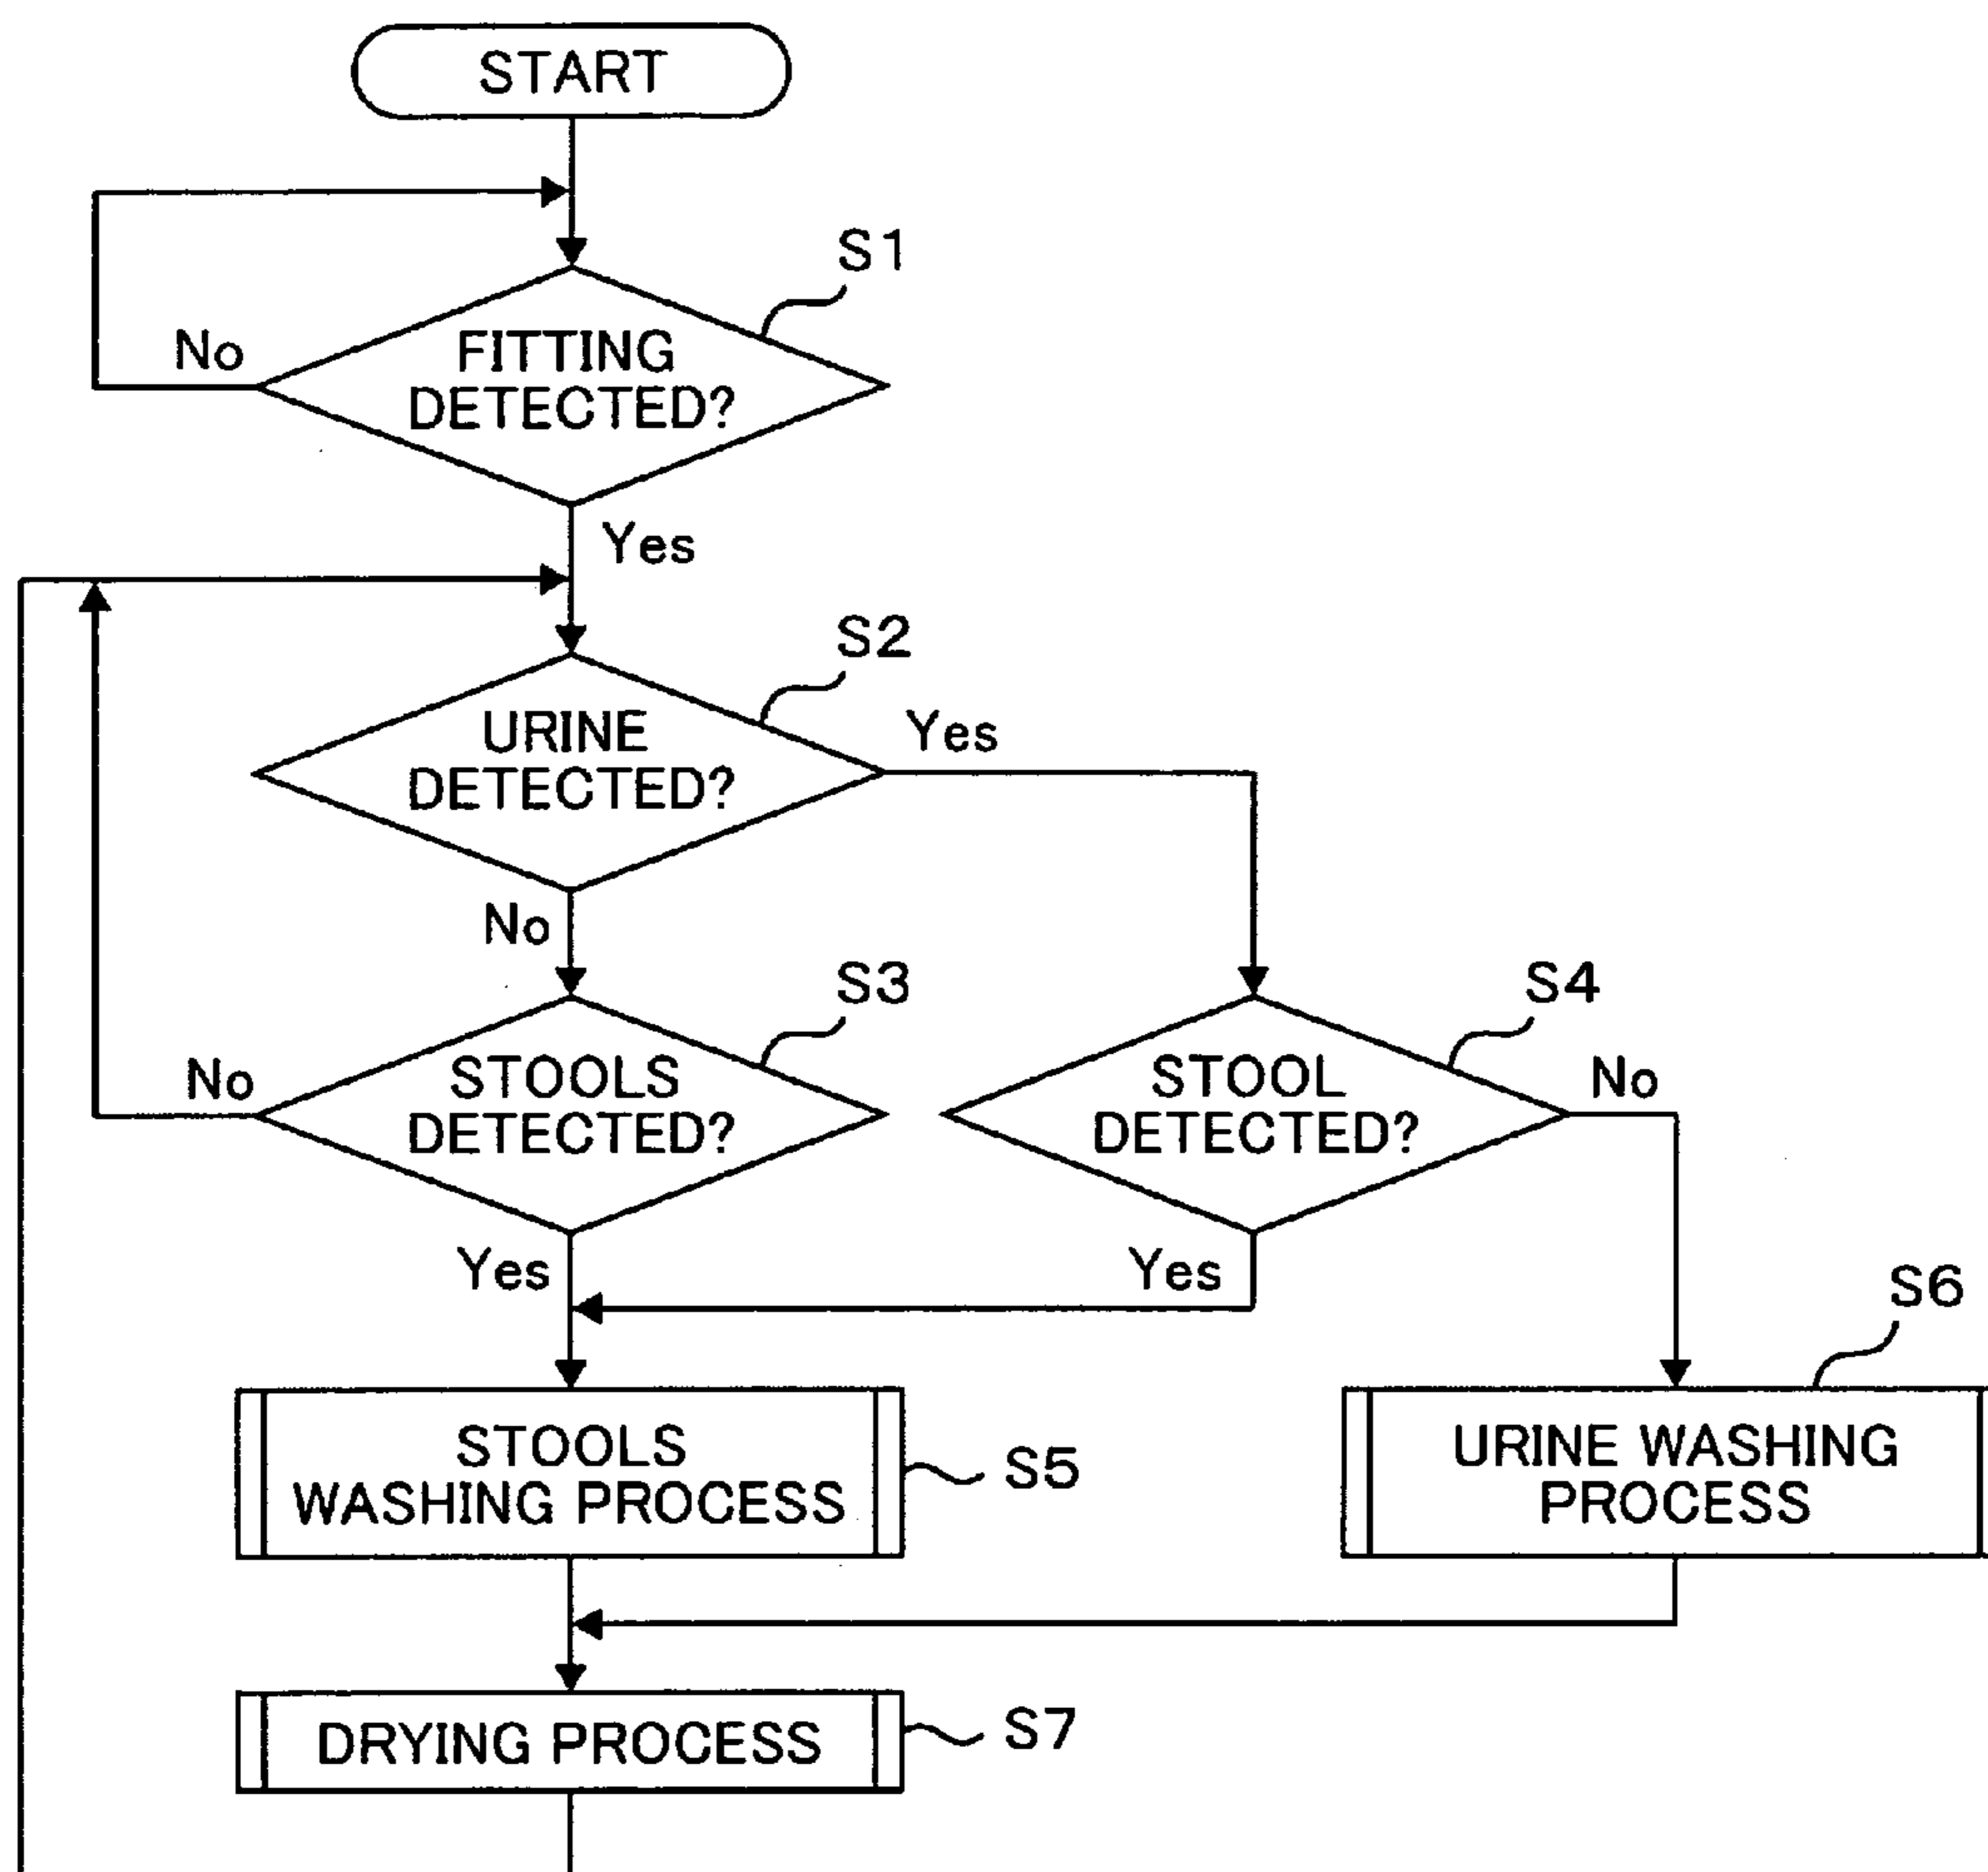 START
S1
No
FITTING
DETECTED?
Yes
S2
URINE
DETECTED?
Yes
No
S3
S4
No
STOOLS
DETECTED?
STOOL
DETECTED?
No
Yes
Yes
S6
STOOLS
WASHING PROCESS
S5
URINE WASHING
PROCESS
DRYING PROCESS
S7